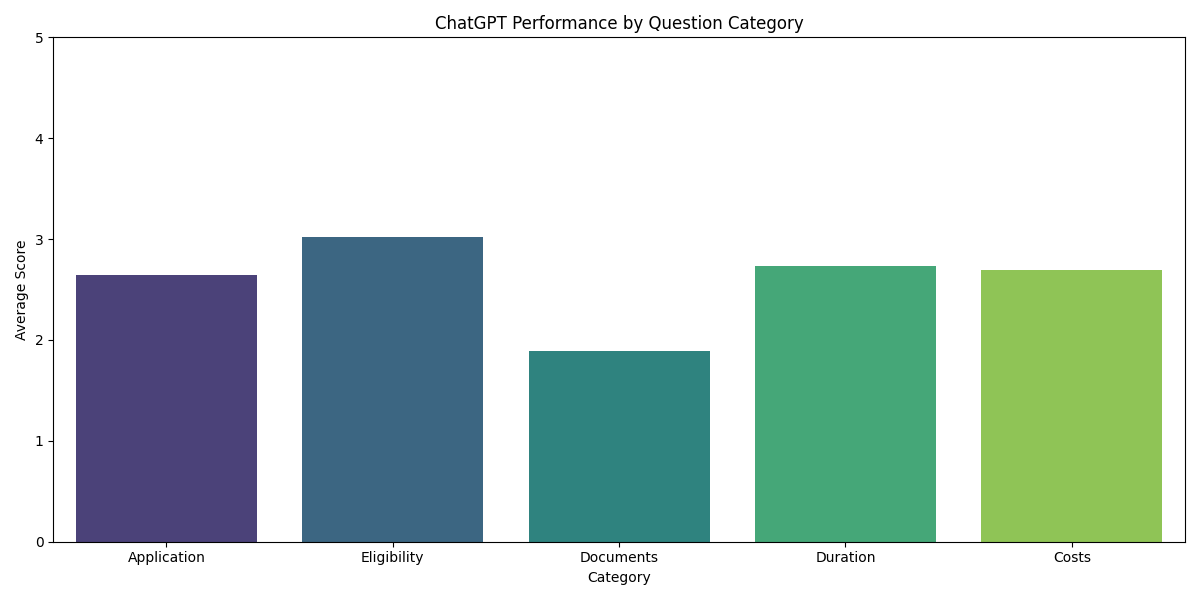 ChatGPT Performance by Question Category
5
4
3
2
1
0
Average Score
Application
Eligibility
Documents
Duration
Costs
Category